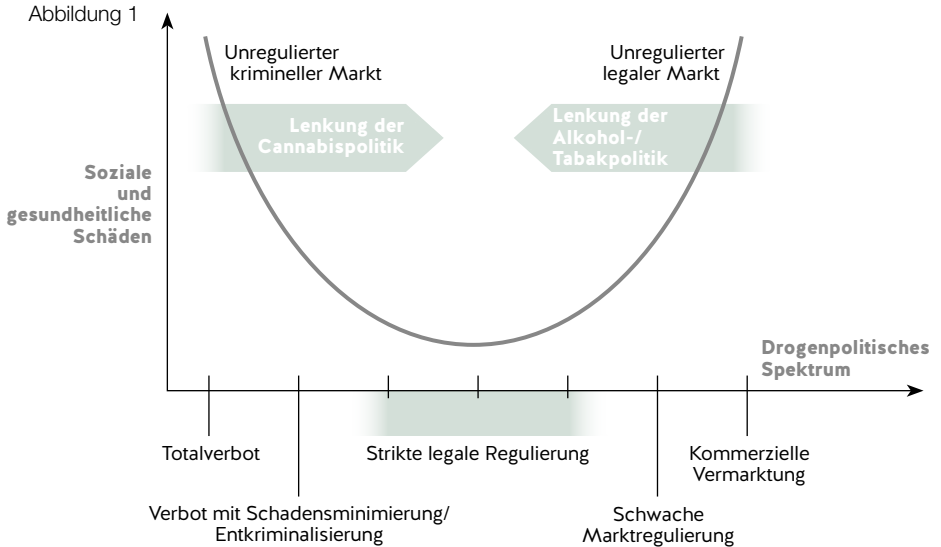 Abbildung 1
Unregulierter
krimineller Markt
Unregulierter
legaler Markt
Lenkung der
Cannabispolitik
Lenkung der
Alkohol-/
Tabakpolitik
Soziale
und
gesundheitliche
Schäden
Drogenpolitisches
Spektrum
Totalverbot
Strikte legale Regulierung
Kommerzielle
Vermarktung
Verbot mit Schadensminimierung/
Entkriminalisierung
Schwache
Marktregulierung